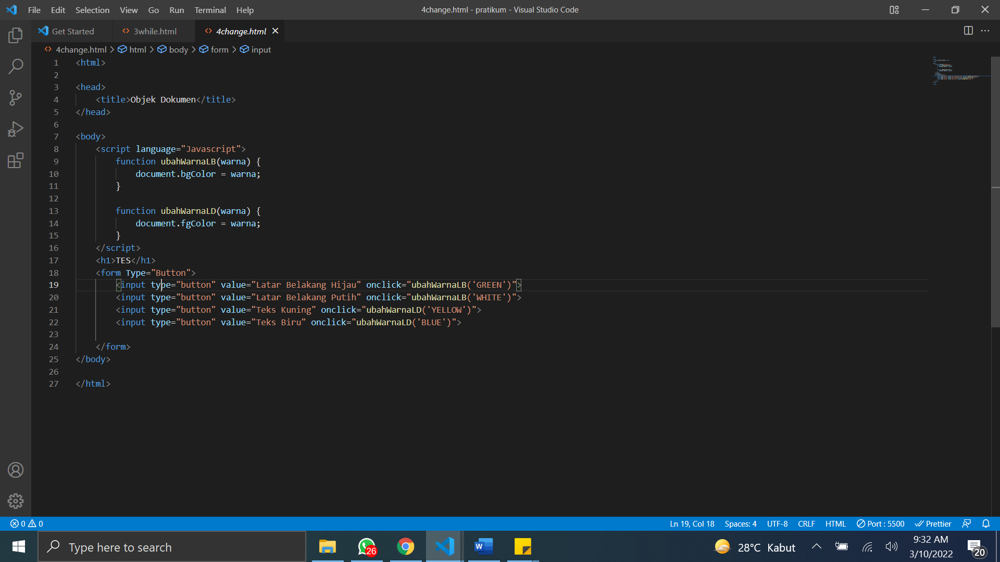 File Edit Selection View Go Run Terminal Help
4change.html - pratikum - Visual Studio Code
Get Started 3while.html 4change.html
4change.html > html > body > form > input
1 <html>
2
3 <head>
4 <title>Objek Dokumen</title>
5 </head>
6
7 <body>
8 <script language="Javascript">
9 function ubahWarnaLB(warna) {
10 document.bgColor = warna;
11 }
12
13 function ubahWarnaLD(warna) {
14 document.fgColor = warna;
15 }
16 </script>
17 <h1>TES</h1>
18 <form Type="Button">
19 <input type="button" value="Latar Belakang Hijau" onclick="ubahWarnaLB('GREEN')">
20 <input type="button" value="Latar Belakang Putih" onclick="ubahWarnaLB('WHITE')">
21 <input type="button" value="Teks Kuning" onclick="ubahWarnaLD('YELLOW')">
22 <input type="button" value="Teks Biru" onclick="ubahWarnaLD('BLUE')">
23
24 </form>
25 </body>
26
27 </html>
0 0 Ln 19, Col 18 Spaces: 4 UTF-8 CRLF HTML Port : 5500 Prettier
Type here to search
26
28°C Kabut
9:32 AM
3/10/2022
20